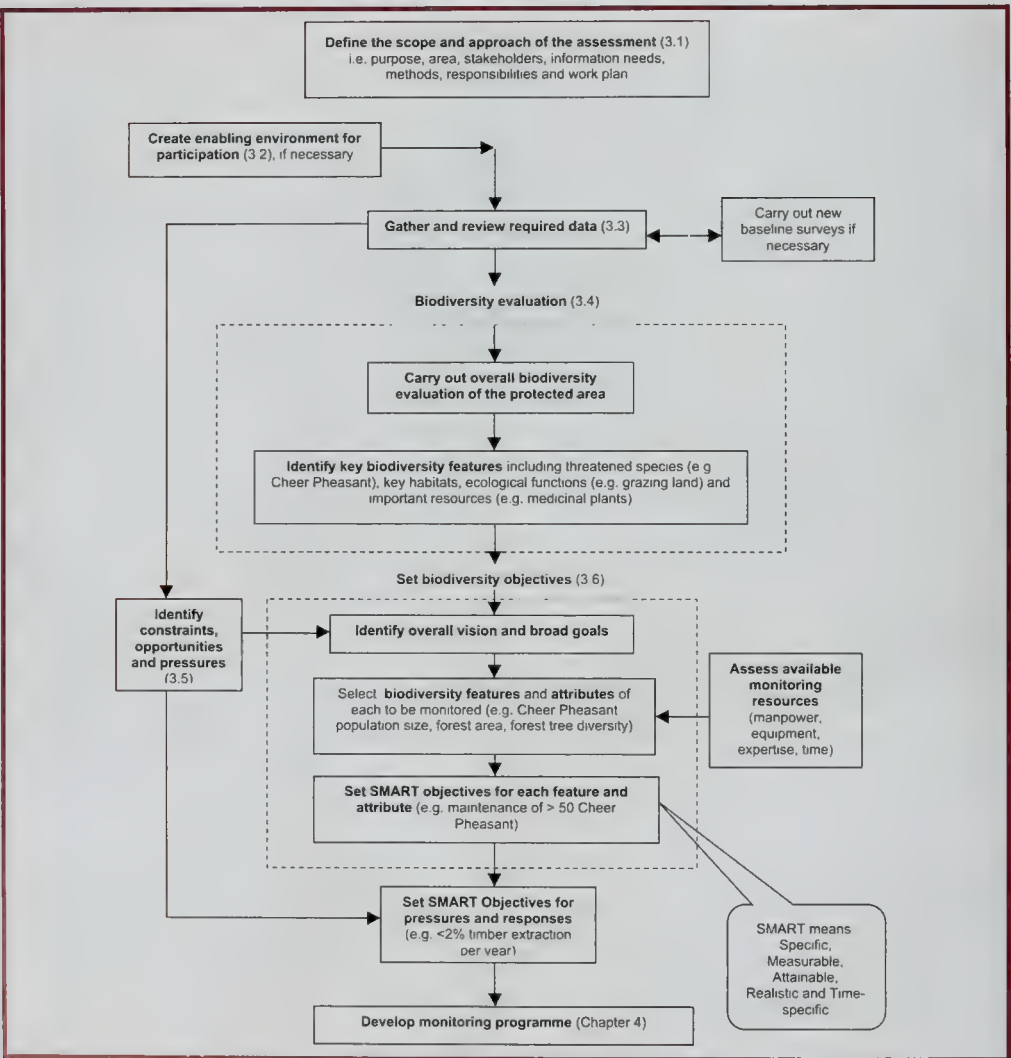 Define the scope and approach of the assessment (3.1)
i.e. purpose, area, stakeholders, information needs,
methods, responsibilities and work plan
Create enabling environment for
participation (3 2), if necessary
Gather and review required data (3.3)
Carry out new
baseline surveys if
necessary
Biodiversity evaluation (3.4)
Carry out overall biodiversity
evaluation of the protected area
Identify key biodiversity features including threatened species (e g
Cheer Pheasant), key habitats, ecological functions (e.g. grazing land) and
important resources (e.g. medicinal plants)
Set biodiversity objectives (3 6)
Identify
constraints,
opportunities
and pressures
(3.5)
Identify overall vision and broad goals
Select biodiversity features and attributes of
each to be monitored (e.g. Cheer Pheasant
population size, forest area, forest tree diversity)
Assess available
monitoring
resources
(manpower,
equipment,
expertise, time)
Set SMART objectives for each feature and
attribute (e.g. maintenance of > 50 Cheer
Pheasant)
Set SMART Objectives for
pressures and responses
(e.g. <2% timber extraction
per year)
SMART means
Specific,
Measurable,
Attainable,
Realistic and Time-
specific
Develop monitoring programme (Chapter 4)